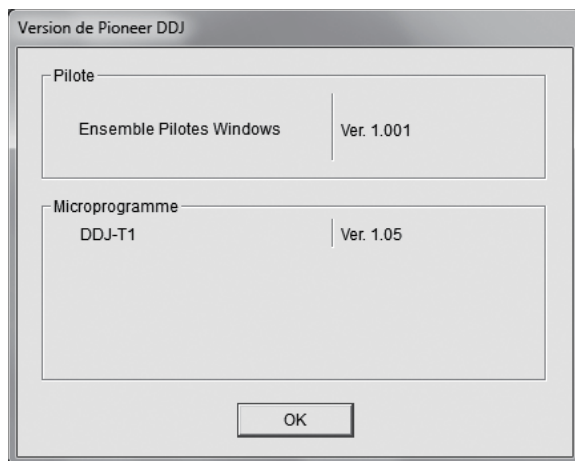 Version de Pioneer DDJ
Pilote
Ensemble Pilotes Windows Ver. 1.001
Microprogramme
DDJ-T1 Ver. 1.05
OK